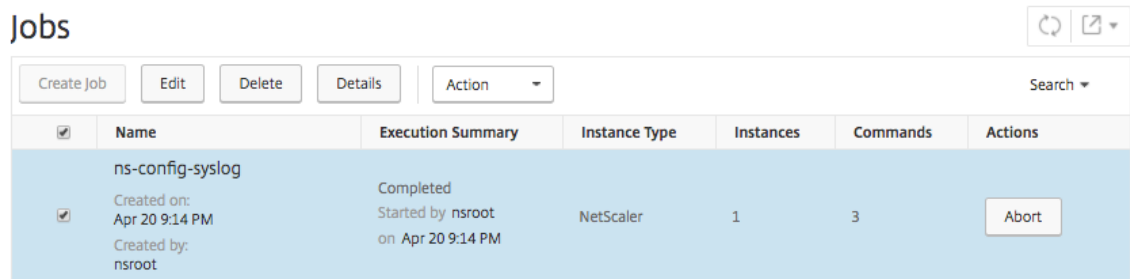 Jobs
Create Job Edit Delete Details Action Search
Name Execution Summary Instance Type Instances Commands Actions
ns-config-syslog
Created on:
Apr 20 9:14 PM
Created by:
nsroot
Completed
Started by nsroot
on Apr 20 9:14 PM
NetScaler 1 3 Abort